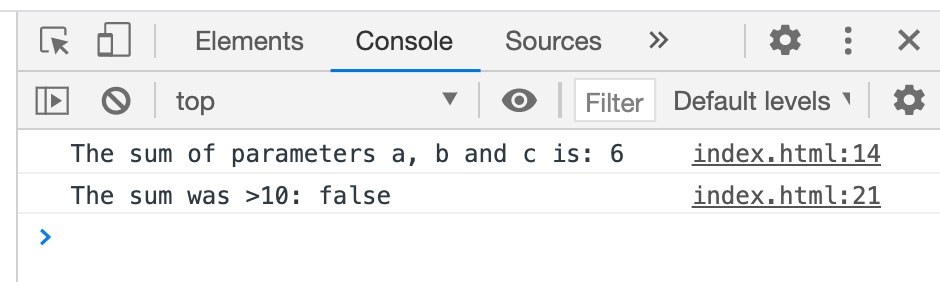 Elements Console Sources »
top Filter Default levels
The sum of parameters a, b and c is: 6 index.html:14
The sum was >10: false index.html:21